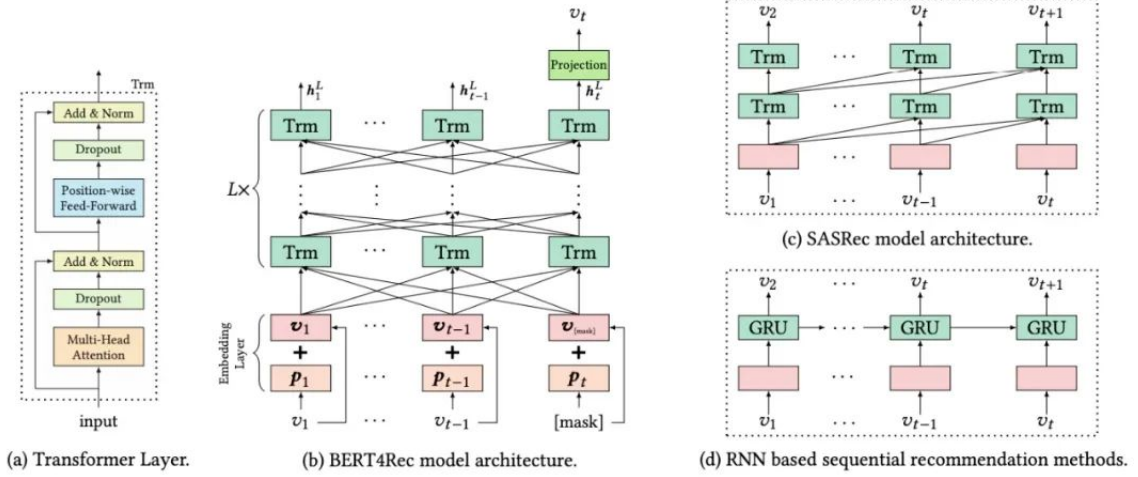 Trm
Add & Norm
Dropout
Position-wise
Feed-Forward
Add & Norm
Dropout
Multi-Head
Attention
input
(a) Transformer Layer.
v_t
Projection
h_1^L h_{t-1}^L h_t^L
Trm ... Trm Trm
L×
Trm ... Trm Trm
Embedding
Layer
v_1 ... v_{t-1} v_[mask]
+ + +
p_1 ... p_{t-1} p_t
v_1 ... v_{t-1} [mask]
(b) BERT4Rec model architecture.
v_2 v_t v_{t+1}
Trm ... Trm Trm
Trm ... Trm Trm
...
v_1 ... v_{t-1} v_t
(c) SASRec model architecture.
v_2 v_t v_{t+1}
GRU ... GRU GRU
...
v_1 ... v_{t-1} v_t
(d) RNN based sequential recommendation methods.